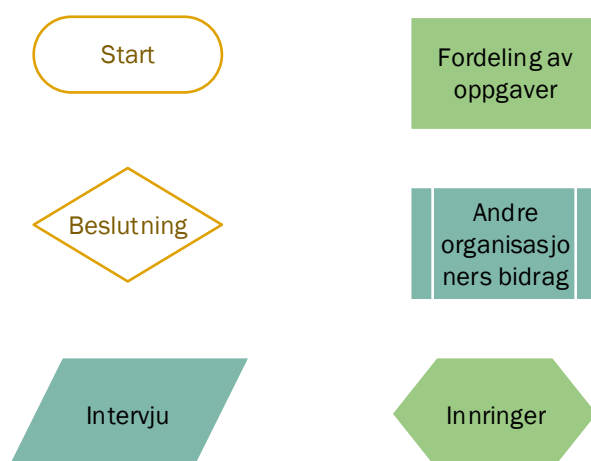 Start
Fordeling av
oppgaver
Beslutning
Andre
organisasjo
ners bidrag
Intervju
Innringer